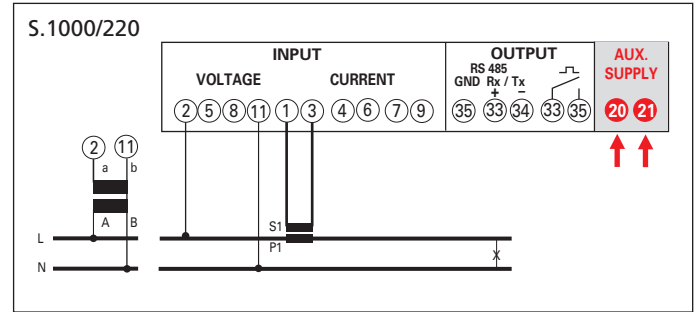 S.1000/220
INPUT
OUTPUT
AUX.
SUPPLY
VOLTAGE
CURRENT
RS 485
GND Rx / Tx
+ −
2 5 8 11 1 3 4 6 7 9
35 33 34 33 35
20 21
2 11
a b
A B
S1
P1
L
N
X